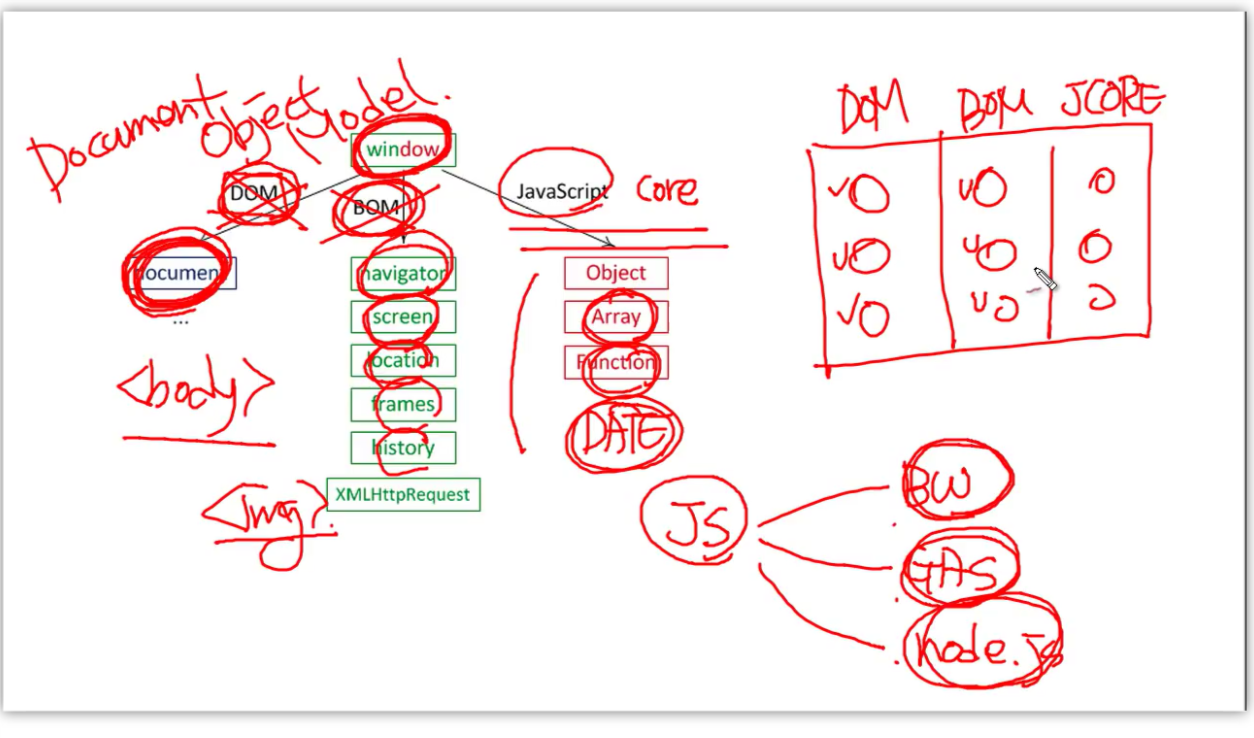 Document Object Model.
window
DOM
BOM
JavaScript core
document
navigator
screen
location
frames
history
XMLHttpRequest
...
<body>
<img>.
Object
Array
Function
DATE
DOM BOM JCORE
JS
BW
GAS
Node.js